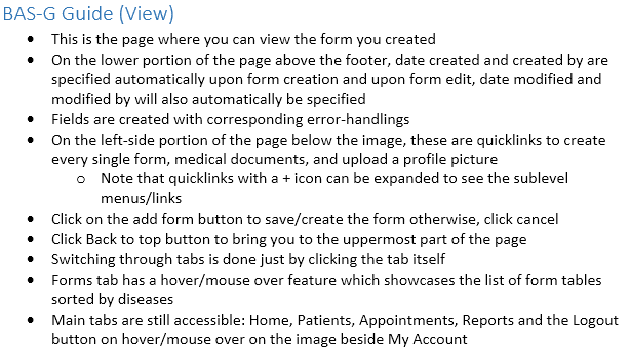 BAS-G Guide (View)
• This is the page where you can view the form you created
• On the lower portion of the page above the footer, date created and created by are
specified automatically upon form creation and upon form edit, date modified and
modified by will also automatically be specified
• Fields are created with corresponding error-handlings
• On the left-side portion of the page below the image, these are quicklinks to create
every single form, medical documents, and upload a profile picture
o Note that quicklinks with a + icon can be expanded to see the sublevel
menus/links
• Click on the add form button to save/create the form otherwise, click cancel
• Click Back to top button to bring you to the uppermost part of the page
• Switching through tabs is done just by clicking the tab itself
• Forms tab has a hover/mouse over feature which showcases the list of form tables
sorted by diseases
• Main tabs are still accessible: Home, Patients, Appointments, Reports and the Logout
button on hover/mouse over on the image beside My Account